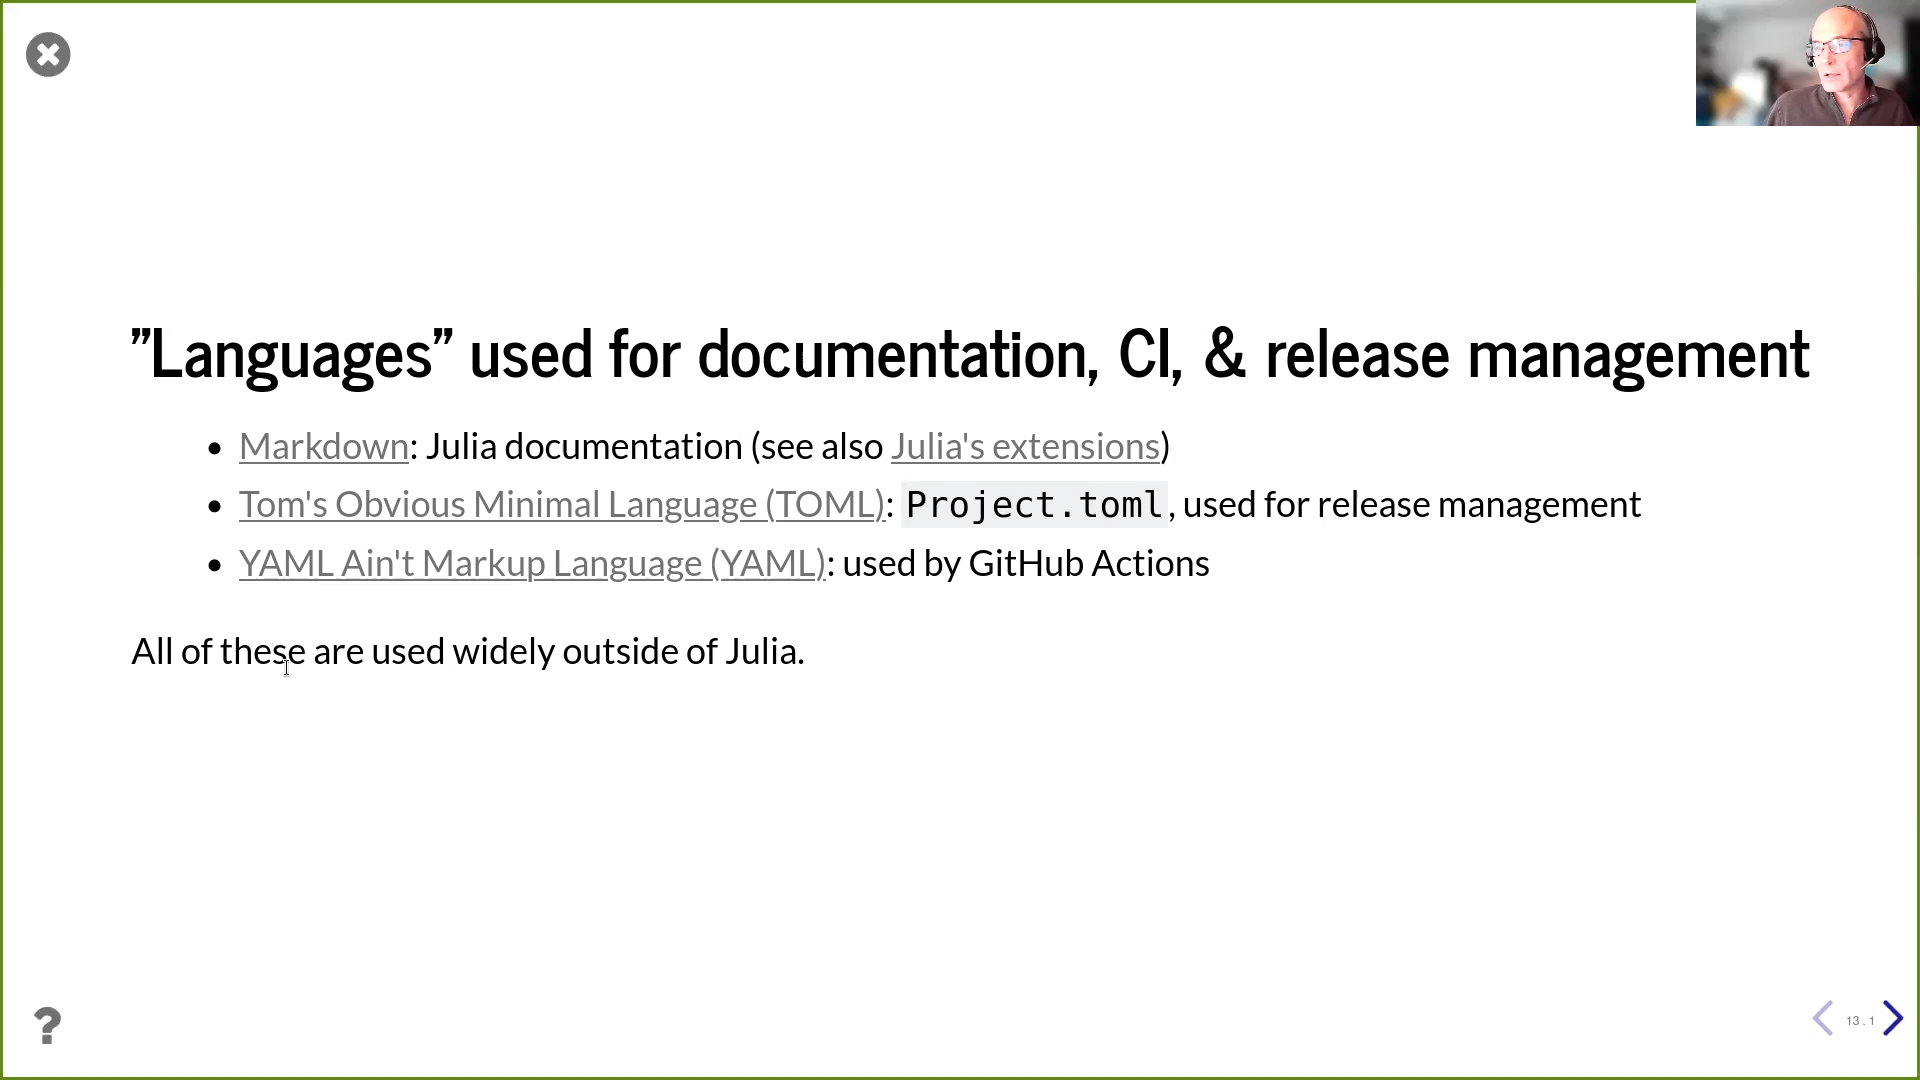 ”Languages” used for documentation, CI, & release management
• Markdown: Julia documentation (see also Julia's extensions)
• Tom's Obvious Minimal Language (TOML): Project.toml, used for release management
• YAML Ain't Markup Language (YAML): used by GitHub Actions
All of these are used widely outside of Julia.
?
13 . 1